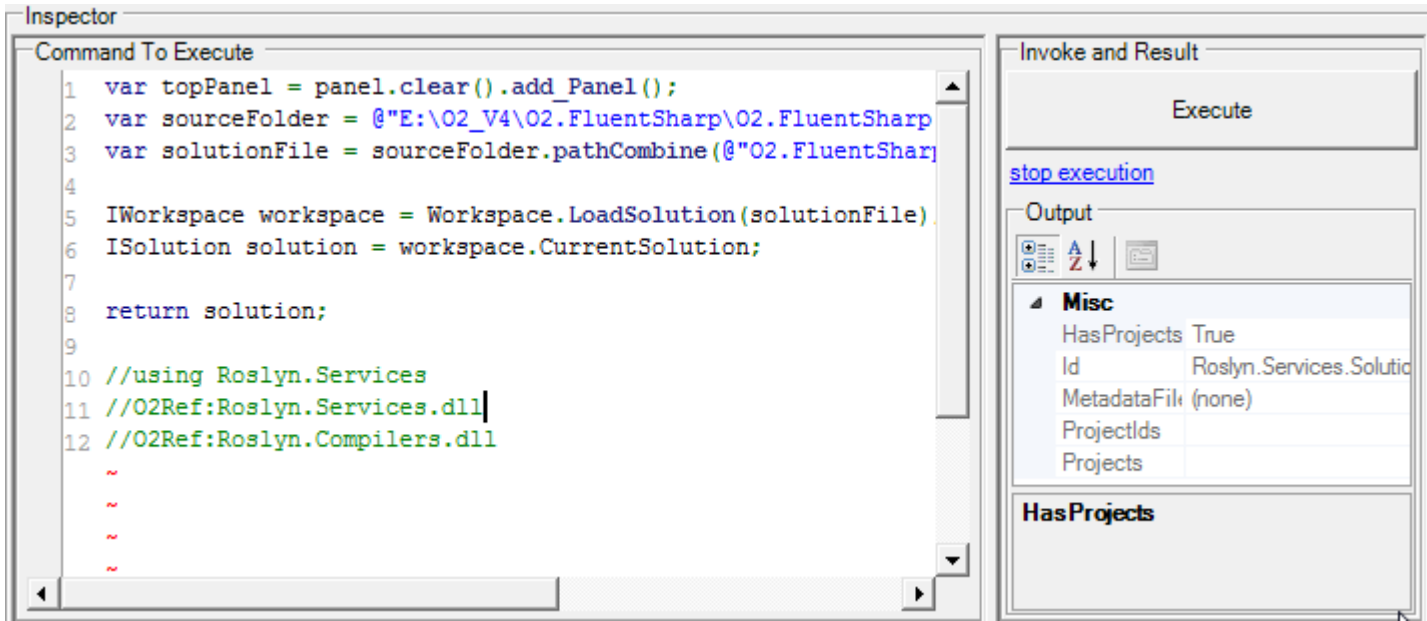 Inspector
Command To Execute
1 var topPanel = panel.clear().add_Panel();
2 var sourceFolder = @"E:\O2_V4\O2.FluentSharp\O2.FluentSharp
3 var solutionFile = sourceFolder.pathCombine(@"O2.FluentShar
4
5 IWorkspace workspace = Workspace.LoadSolution(solutionFile)
6 ISolution solution = workspace.CurrentSolution;
7
8 return solution;
9
10 //using Roslyn.Services
11 //O2Ref:Roslyn.Services.dll
12 //O2Ref:Roslyn.Compilers.dll
~
~
~
~
Invoke and Result
Execute
stop execution
Output
Misc
HasProjects True
Id Roslyn.Services.Solutio
MetadataFile (none)
ProjectIds
Projects
HasProjects